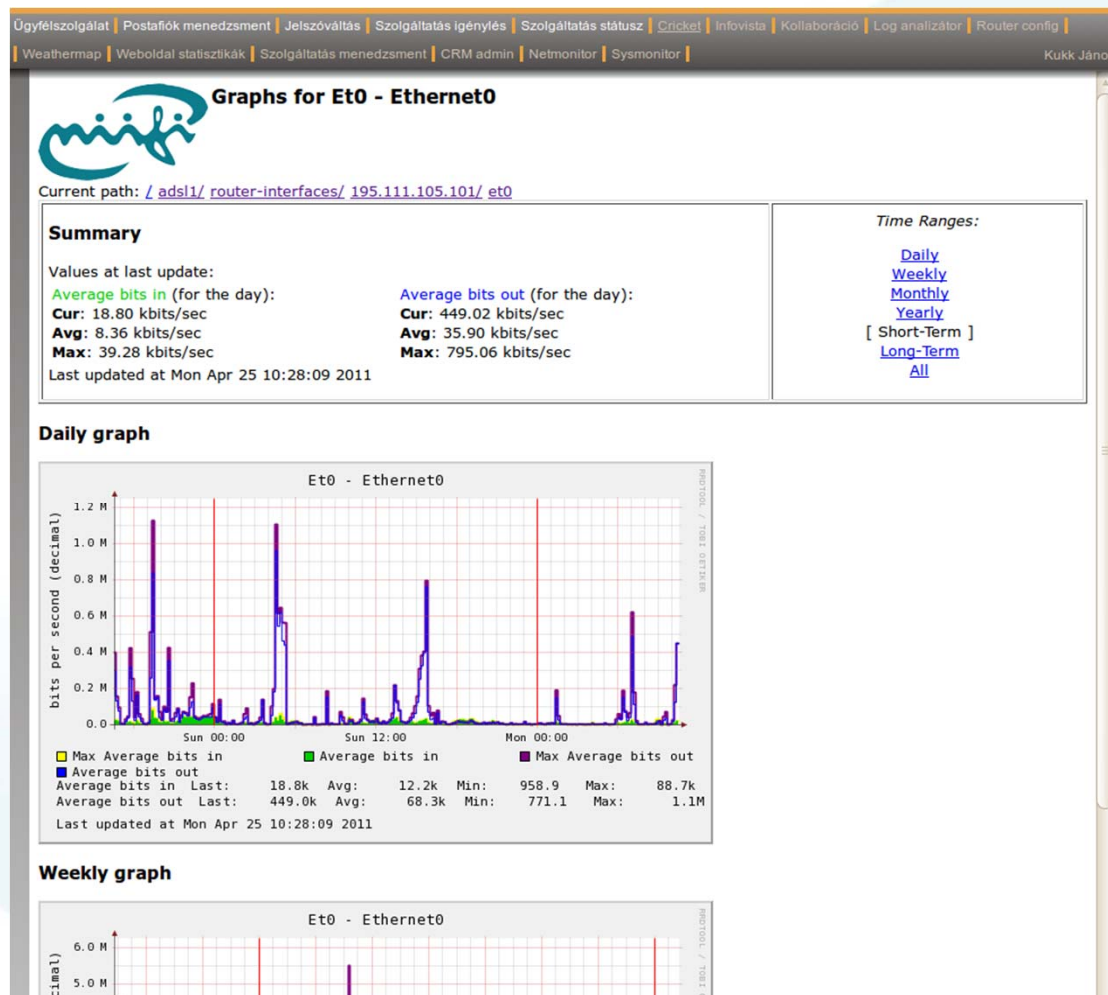 Ügyfélszolgálat Postafiók menedzsment Jelszóváltás Szolgáltatás igénylés Szolgáltatás státusz Cricket Infovista Kollaboráció Log analizátor Router config
Weathermap Weboldal statisztikák Szolgáltatás menedzsment CRM admin Netmonitor Sysmonitor Kukk Jáno
niifi
Graphs for Et0 - Ethernet0
Current path: / adsl1/ router-interfaces/ 195.111.105.101/ et0
Summary
Values at last update:
Average bits in (for the day): Average bits out (for the day):
Cur: 18.80 kbits/sec Cur: 449.02 kbits/sec
Avg: 8.36 kbits/sec Avg: 35.90 kbits/sec
Max: 39.28 kbits/sec Max: 795.06 kbits/sec
Last updated at Mon Apr 25 10:28:09 2011
Time Ranges:
Daily
Weekly
Monthly
Yearly
[ Short-Term ]
Long-Term
All
Daily graph
Et0 - Ethernet0
RRDTOOL / TOBI OETIKER
bits per second (decimal)
1.2 M
1.0 M
0.8 M
0.6 M
0.4 M
0.2 M
0.0
Sun 00:00 Sun 12:00 Mon 00:00
Max Average bits in Average bits in Max Average bits out
Average bits out
Average bits in Last: 18.8k Avg: 12.2k Min: 958.9 Max: 88.7k
Average bits out Last: 449.0k Avg: 68.3k Min: 771.1 Max: 1.1M
Last updated at Mon Apr 25 10:28:09 2011
Weekly graph
Et0 - Ethernet0
RRDTOOL / TOBI
6.0 M
5.0 M